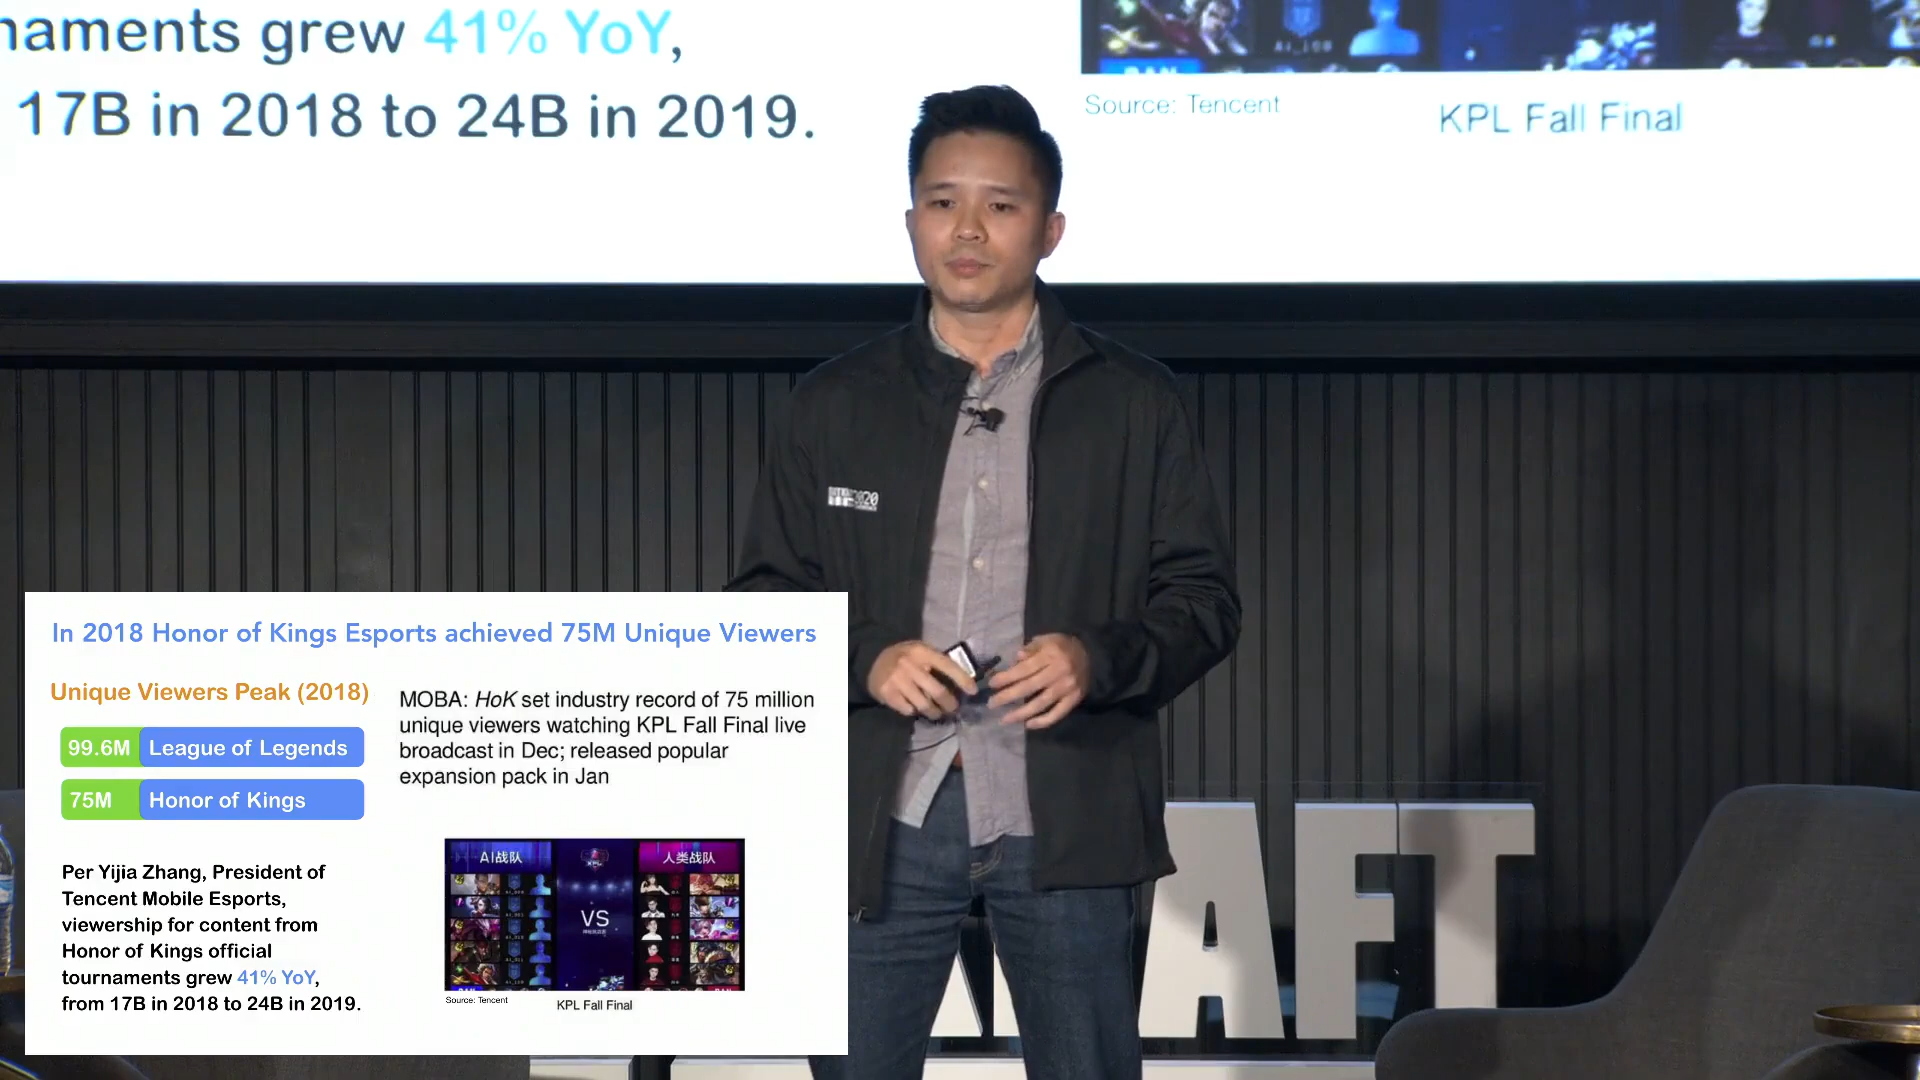 naments grew 41% YoY,
17B in 2018 to 24B in 2019.
Source: Tencent
KPL Fall Final
2020
In 2018 Honor of Kings Esports achieved 75M Unique Viewers
Unique Viewers Peak (2018)
99.6M League of Legends
75M Honor of Kings
MOBA: HoK set industry record of 75 million
unique viewers watching KPL Fall Final live
broadcast in Dec; released popular
expansion pack in Jan
Per Yijia Zhang, President of
Tencent Mobile Esports,
viewership for content from
Honor of Kings official
tournaments grew 41% YoY,
from 17B in 2018 to 24B in 2019.
AI战队
人类战队
VS
Source: Tencent
KPL Fall Final
AFT